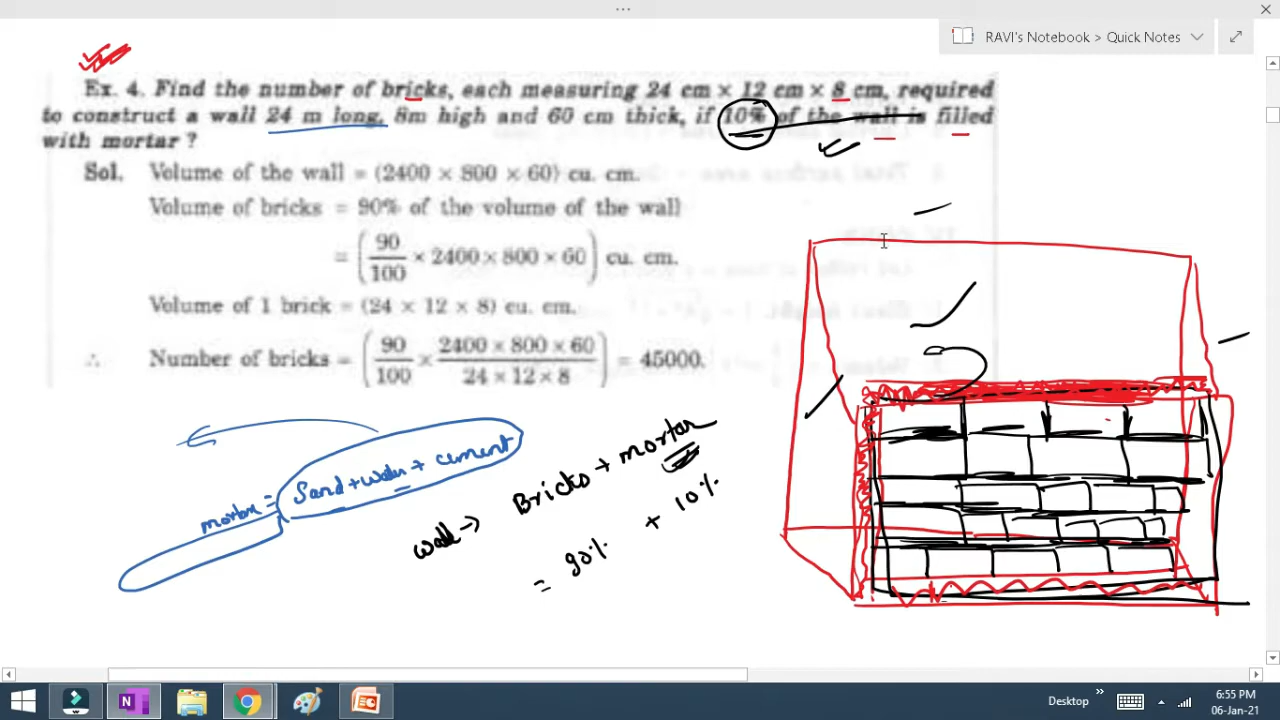 RAVI's Notebook > Quick Notes
Ex. 4. Find the number of bricks, each measuring 24 cm × 12 cm × 8 cm, required
to construct a wall 24 m long, 8m high and 60 cm thick, if 10% of the wall is filled
with mortar ?
Sol. Volume of the wall = (2400 × 800 × 60) cu. cm.
Volume of bricks = 90% of the volume of the wall
= (90/100 × 2400 × 800 × 60) cu. cm.
Volume of 1 brick = (24 × 12 × 8) cu. cm.
∴ Number of bricks = (90/100 × 2400 × 800 × 60/24 × 12 × 8) = 45000.
mortar = Sand + water + cement
wall → Bricks + mortar
= 90% + 10%
Desktop
6:55 PM
06-Jan-21